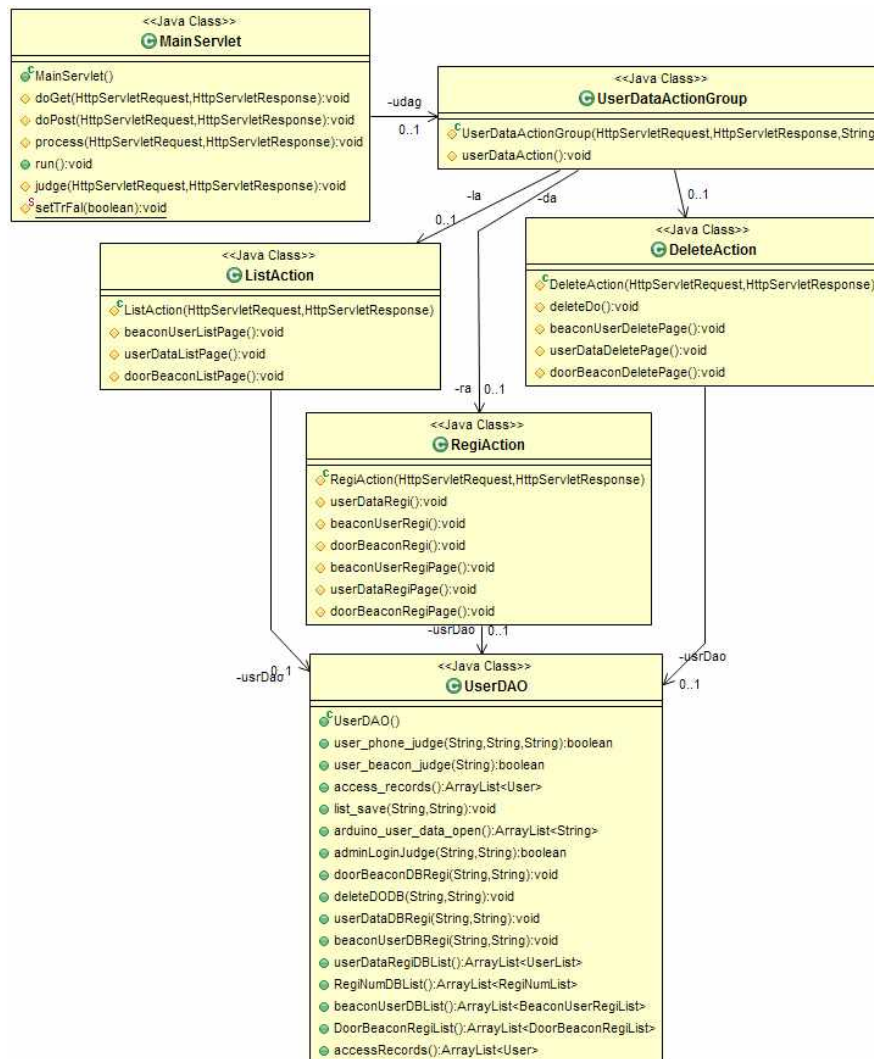 <<Java Class>>
MainServlet
MainServlet()
doGet(HttpServletRequest,HttpServletResponse):void
doPost(HttpServletRequest,HttpServletResponse):void
process(HttpServletRequest,HttpServletResponse):void
run():void
judge(HttpServletRequest,HttpServletResponse):void
setTrFal(boolean):void
-udag
0..1
<<Java Class>>
UserDataActionGroup
UserDataActionGroup(HttpServletRequest,HttpServletResponse,String
userDataAction():void
-la
0..1
-da
0..1
<<Java Class>>
ListAction
ListAction(HttpServletRequest,HttpServletResponse)
beaconUserListPage():void
userDataListPage():void
doorBeaconListPage():void
<<Java Class>>
DeleteAction
DeleteAction(HttpServletRequest,HttpServletResponse)
deleteDo():void
beaconUserDeletePage():void
userDataDeletePage():void
doorBeaconDeletePage():void
-ra
0..1
<<Java Class>>
RegiAction
RegiAction(HttpServletRequest,HttpServletResponse)
userDataRegi():void
beaconUserRegi():void
doorBeaconRegi():void
beaconUserRegiPage():void
userDataRegiPage():void
doorBeaconRegiPage():void
-usrDao
0..1
-usrDao
0..1
-usrDao
0..1
<<Java Class>>
UserDAO
UserDAO()
user_phone_judge(String,String,String):boolean
user_beacon_judge(String):boolean
access_records():ArrayList<User>
list_save(String,String):void
arduino_user_data_open():ArrayList<String>
adminLoginJudge(String,String):boolean
doorBeaconDBRegi(String,String):void
deleteDODB(String,String):void
userDataDBRegi(String,String):void
beaconUserDBRegi(String,String):void
userDataRegiDBList():ArrayList<UserList>
RegiNumDBList():ArrayList<RegiNumList>
beaconUserDBList():ArrayList<BeaconUserRegiList>
DoorBeaconRegiList():ArrayList<DoorBeaconRegiList>
accessRecords():ArrayList<User>